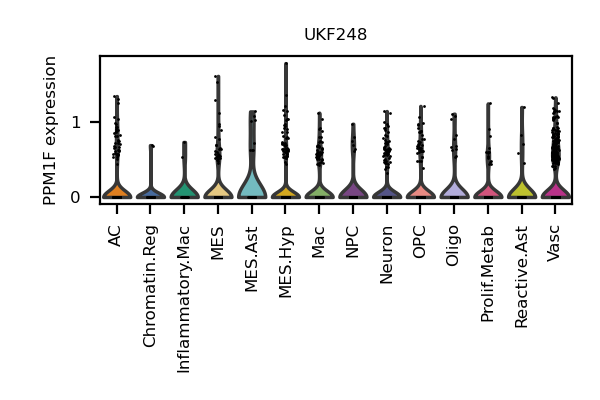 UKF248
PPM1F expression
1
0
AC
Chromatin.Reg
Inflammatory.Mac
MES
MES.Ast
MES.Hyp
Mac
NPC
Neuron
OPC
Oligo
Prolif.Metab
Reactive.Ast
Vasc